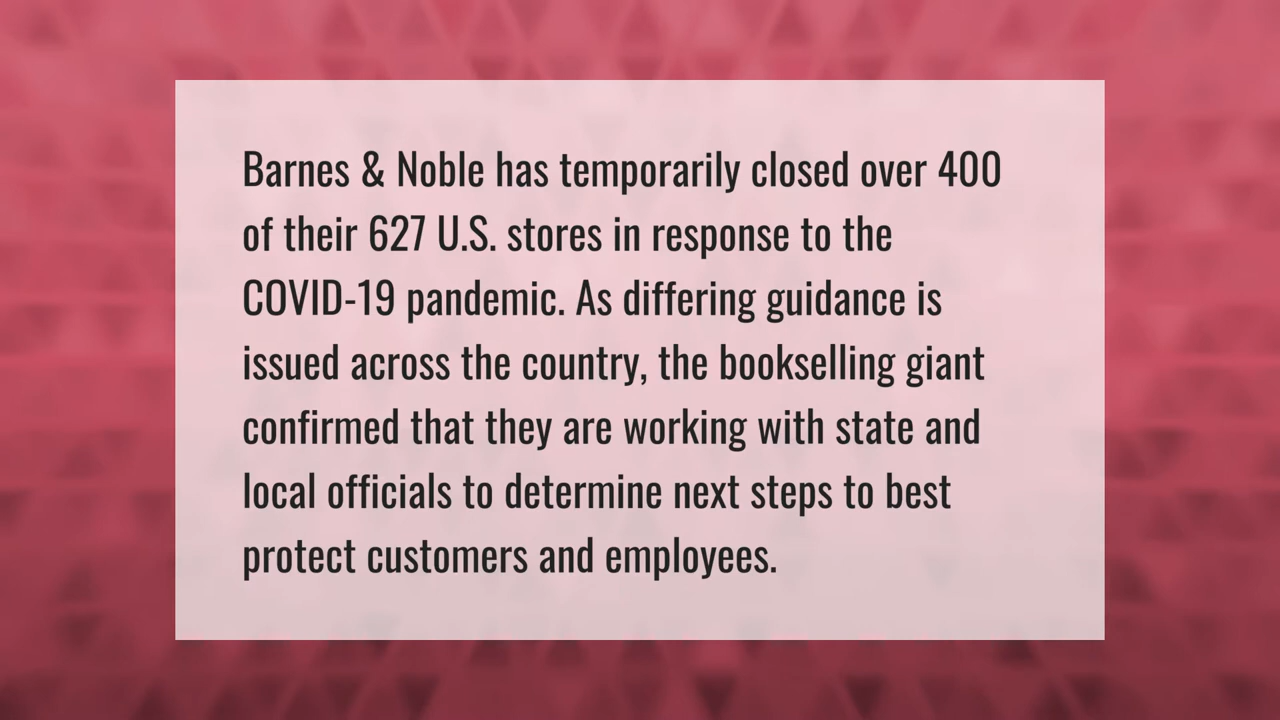 Barnes & Noble has temporarily closed over 400
of their 627 U.S. stores in response to the
COVID-19 pandemic. As differing guidance is
issued across the country, the bookselling giant
confirmed that they are working with state and
local officials to determine next steps to best
protect customers and employees.